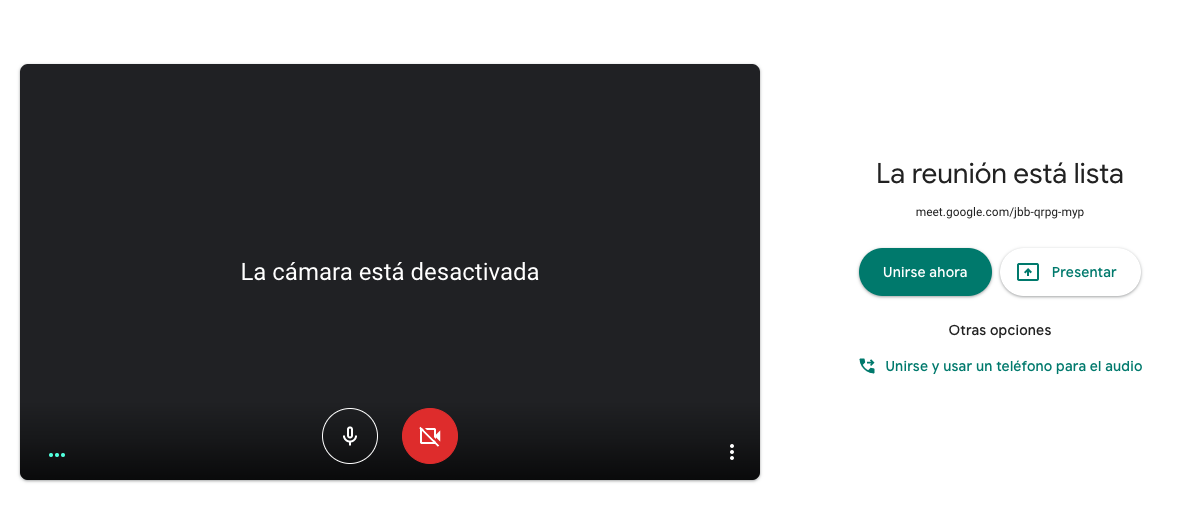 La cámara está desactivada
La reunión está lista
meet.google.com/jbb-qrpg-myp
Unirse ahora
Presentar
Otras opciones
Unirse y usar un teléfono para el audio